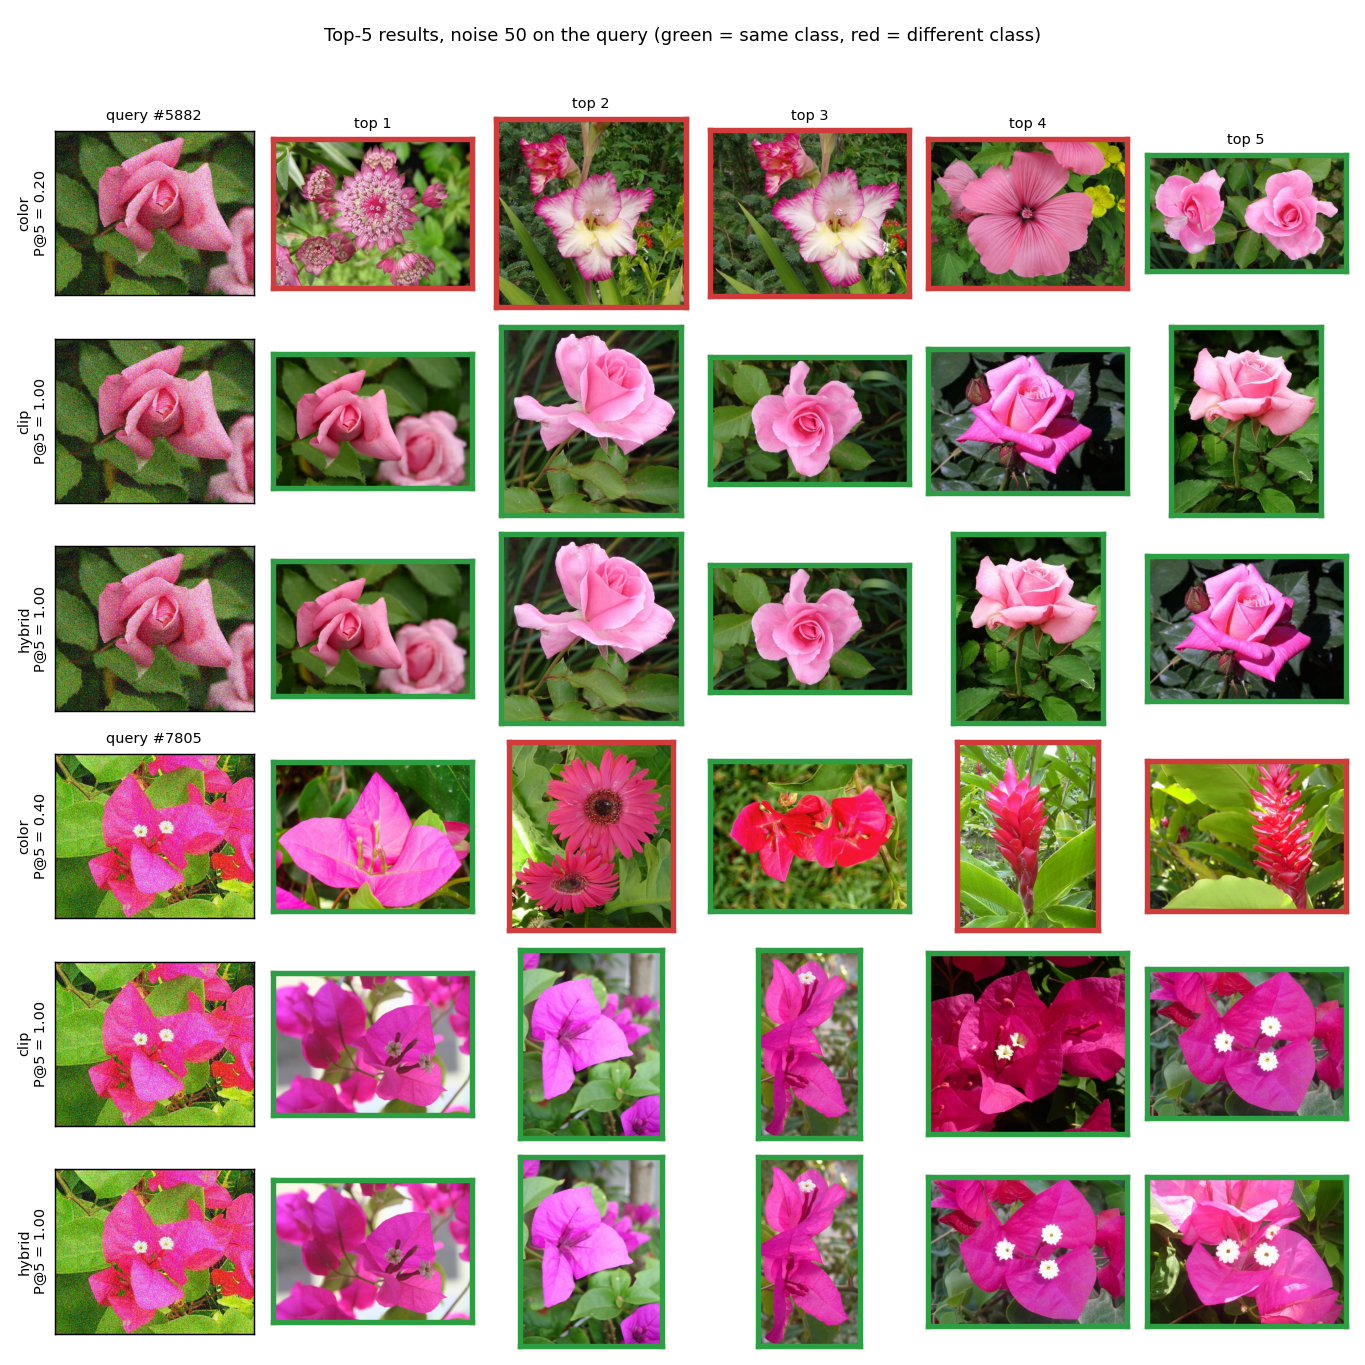 Top-5 results, noise 50 on the query (green = same class, red = different class)
query #5882
top 1
top 2
top 3
top 4
top 5
color
P@5 = 0.20
clip
P@5 = 1.00
hybrid
P@5 = 1.00
query #7805
color
P@5 = 0.40
clip
P@5 = 1.00
hybrid
P@5 = 1.00